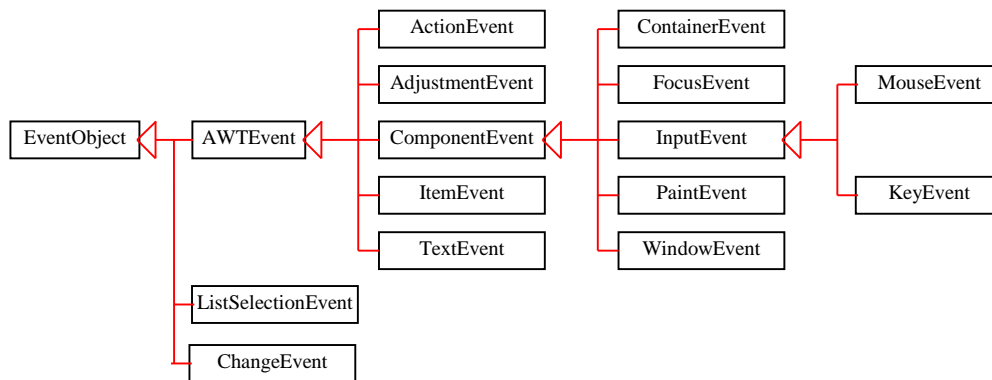 ActionEvent
ContainerEvent
AdjustmentEvent
FocusEvent
MouseEvent
EventObject
AWTEvent
ComponentEvent
InputEvent
ItemEvent
PaintEvent
KeyEvent
TextEvent
WindowEvent
ListSelectionEvent
ChangeEvent